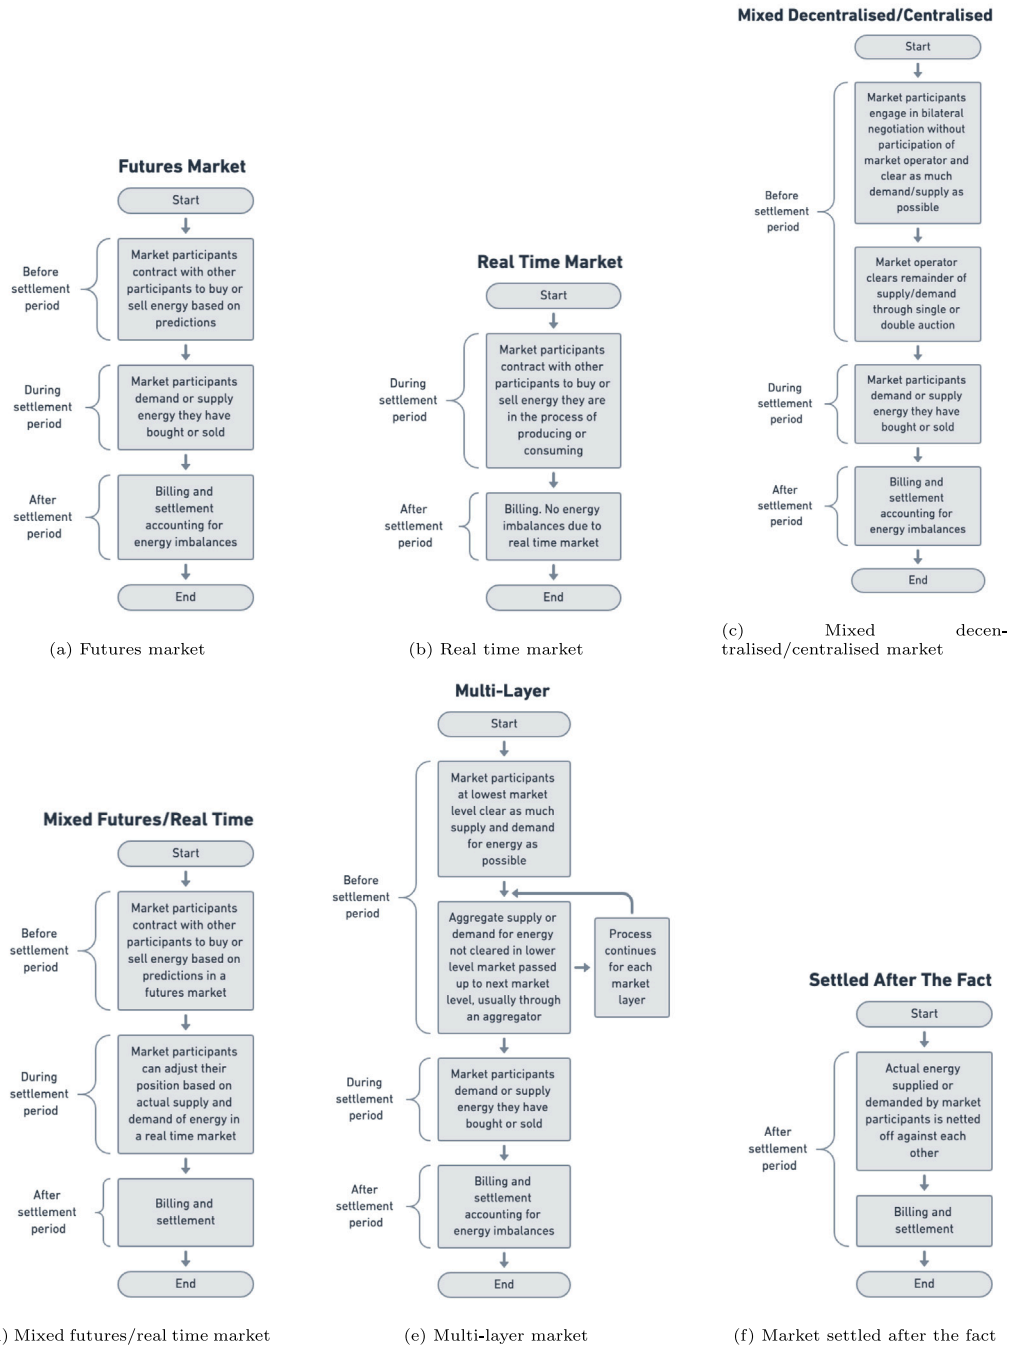 Futures Market
Start
Before
settlement
period
Market participants
contract with other
participants to buy or
sell energy based on
predictions
During
settlement
period
Market participants
demand or supply
energy they have
bought or sold
After
settlement
period
Billing and
settlement
accounting for
energy imbalances
End
(a) Futures market
Real Time Market
Start
During
settlement
period
Market participants
contract with other
participants to buy or
sell energy they are
in the process of
producing or
consuming
After
settlement
period
Billing. No energy
imbalances due to
real time market
End
(b) Real time market
Mixed Decentralised/Centralised
Start
Before
settlement
period
Market participants
engage in bilateral
negotiation without
participation of
market operator and
clear as much
demand/supply as
possible
Market operator
clears remainder of
supply/demand
through single or
double auction
During
settlement
period
Market participants
demand or supply
energy they have
bought or sold
After
settlement
period
Billing and
settlement
accounting for
energy imbalances
End
(c) Mixed decen-
tralised/centralised market
Mixed Futures/Real Time
Start
Before
settlement
period
Market participants
contract with other
participants to buy or
sell energy based on
predictions in a
futures market
During
settlement
period
Market participants
can adjust their
position based on
actual supply and
demand of energy in
a real time market
After
settlement
period
Billing and
settlement
End
) Mixed futures/real time market
Multi-Layer
Start
Before
settlement
period
Market participants
at lowest market
level clear as much
supply and demand
for energy as
possible
Aggregate supply or
demand for energy
not cleared in lower
level market passed
up to next market
level, usually through
an aggregator
Process
continues
for each
market
layer
During
settlement
period
Market participants
demand or supply
energy they have
bought or sold
After
settlement
period
Billing and
settlement
accounting for
energy imbalances
End
(e) Multi-layer market
Settled After The Fact
Start
After
settlement
period
Actual energy
supplied or
demanded by market
participants is netted
off against each
other
Billing and
settlement
End
(f) Market settled after the fact